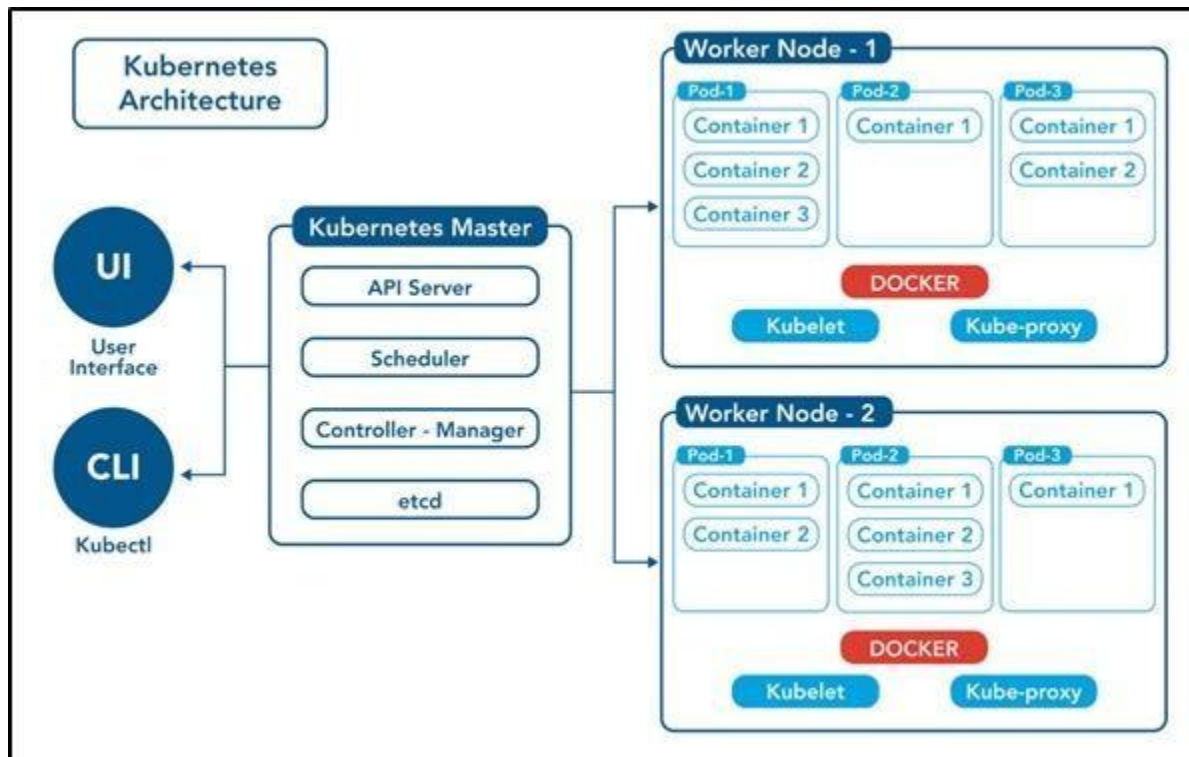 Kubernetes
Architecture
UI
User
Interface
CLI
Kubectl
Kubernetes Master
API Server
Scheduler
Controller - Manager
etcd
Worker Node - 1
Pod-1
Container 1
Container 2
Container 3
Pod-2
Container 1
Pod-3
Container 1
Container 2
DOCKER
Kubelet
Kube-proxy
Worker Node - 2
Pod-1
Container 1
Container 2
Pod-2
Container 1
Container 2
Container 3
Pod-3
Container 1
DOCKER
Kubelet
Kube-proxy